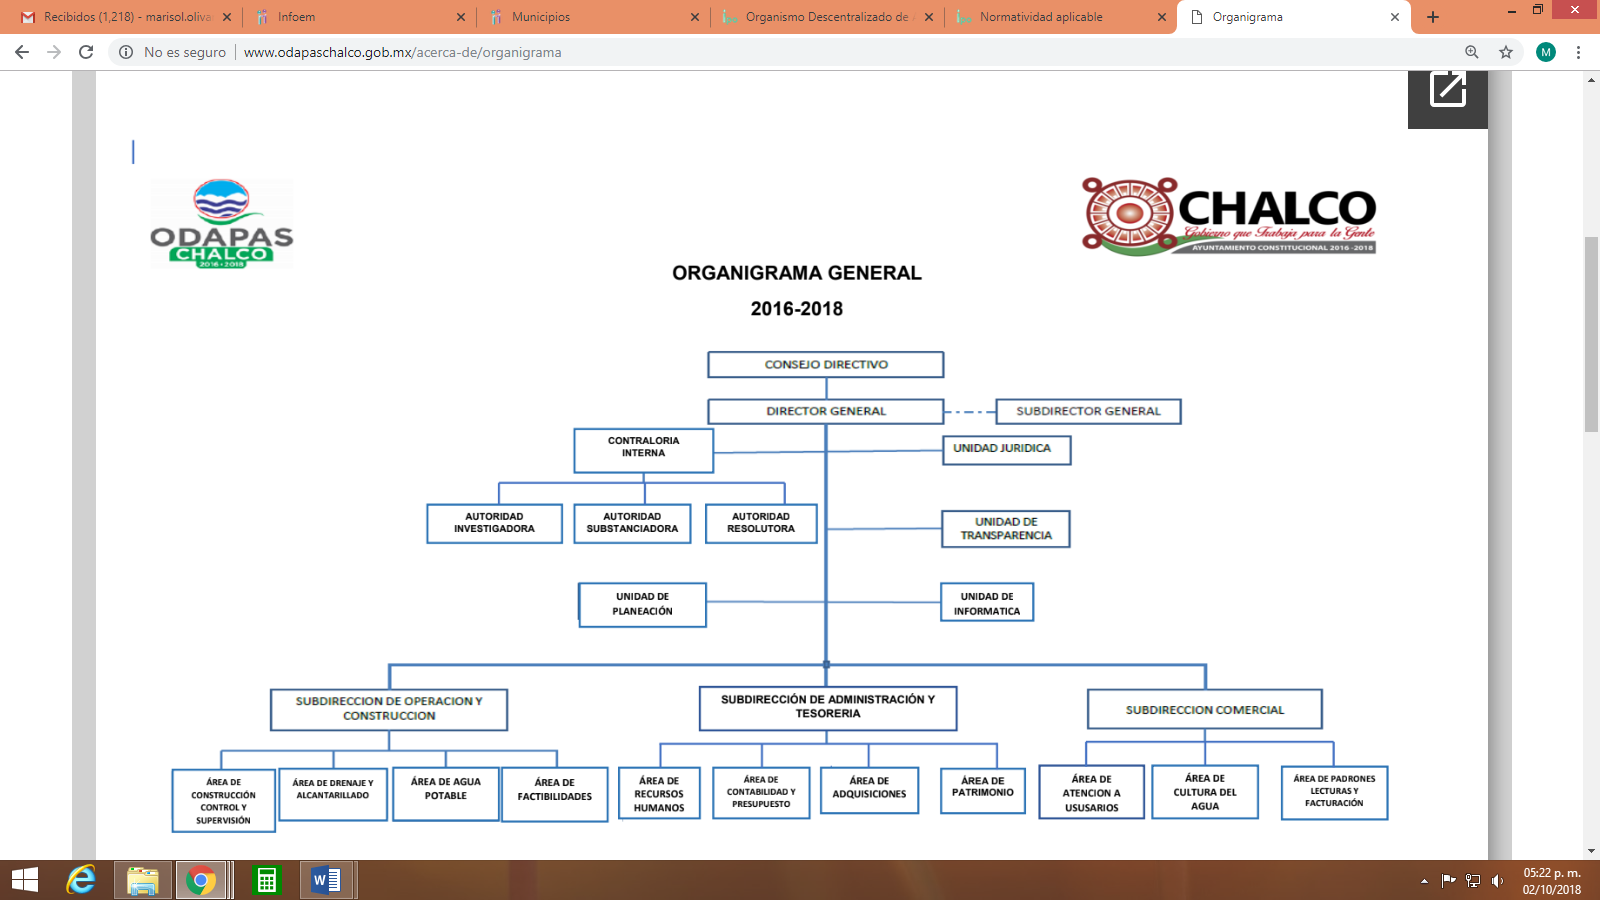 Recibidos (1,218) - marisol.oliva
Infoem
Municipios
Organismo Descentralizado de A
Normatividad aplicable
Organigrama
No es seguro
www.odapaschalco.gob.mx/acerca-de/organigrama
M
ODAPAS
CHALCO
2016 - 2018
CHALCO
Gobierno que Trabaja para la Gente
AYUNTAMIENTO CONSTITUCIONAL 2016 -2018
ORGANIGRAMA GENERAL
2016-2018
CONSEJO DIRECTIVO
DIRECTOR GENERAL
SUBDIRECTOR GENERAL
CONTRALORIA
INTERNA
UNIDAD JURIDICA
AUTORIDAD
INVESTIGADORA
AUTORIDAD
SUBSTANCIADORA
AUTORIDAD
RESOLUTORA
UNIDAD DE
TRANSPARENCIA
UNIDAD DE
PLANEACIÓN
UNIDAD DE
INFORMATICA
SUBDIRECCION DE OPERACION Y
CONSTRUCCION
SUBDIRECCIÓN DE ADMINISTRACIÓN Y
TESORERIA
SUBDIRECCION COMERCIAL
ÁREA DE
CONSTRUCCIÓN
CONTROL Y
SUPERVISIÓN
ÁREA DE DRENAJE Y
ALCANTARILLADO
ÁREA DE AGUA
POTABLE
ÁREA DE
FACTIBILIDADES
ÁREA DE
RECURSOS
HUMANOS
ÁREA DE
CONTABILIDAD Y
PRESUPUESTO
ÁREA DE
ADQUISICIONES
ÁREA DE
PATRIMONIO
ÁREA DE
ATENCION A
USUSARIOS
ÁREA DE
CULTURA DEL
AGUA
ÁREA DE PADRONES
LECTURAS Y
FACTURACIÓN
05:22 p. m.
02/10/2018